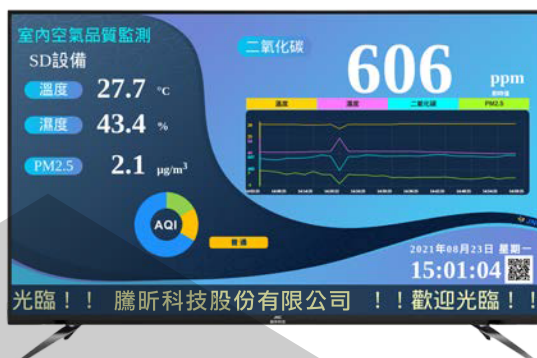 室內空氣品質監測
SD設備
溫度 27.7 °C
濕度 43.4 %
PM2.5 2.1 µg/m³
AQI
普通
二氧化碳
606 ppm
即時值
溫度 濕度 二氧化碳 PM2.5
2021年08月23日 星期一
15:01:04
光臨！！ 騰昕科技股份有限公司 ！！歡迎光臨！！